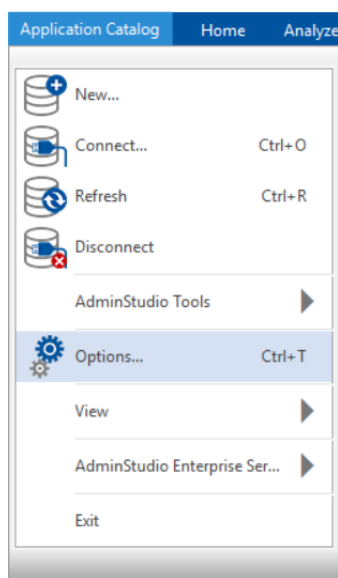 Application Catalog Home Analyze
New...
Connect... Ctrl+O
Refresh Ctrl+R
Disconnect
AdminStudio Tools
Options... Ctrl+T
View
AdminStudio Enterprise Ser...
Exit